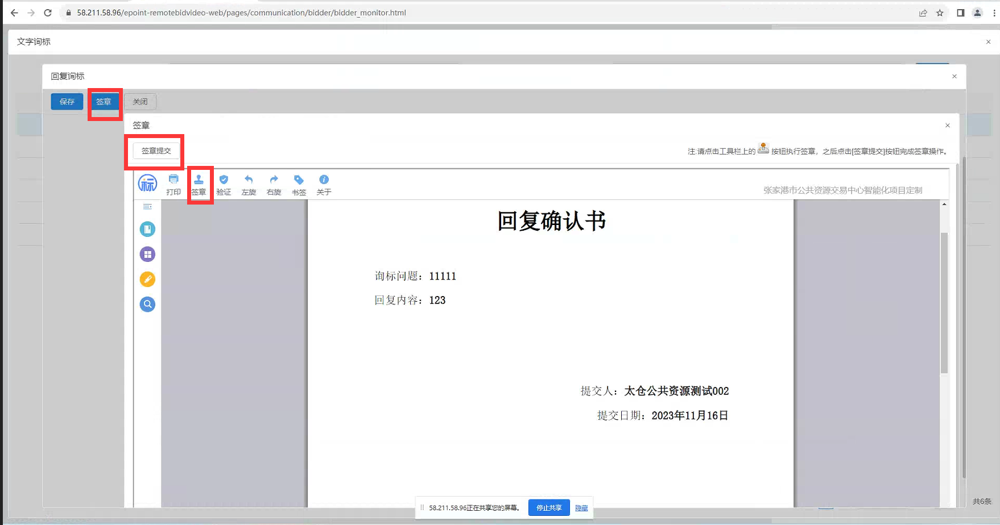 58.211.58.96/epoint-remotebidvideo-web/pages/communication/bidder/bidder_monitor.html
文字询标
回复询标
保存 签章 关闭
签章
签章提交
注:请点击工具栏上的 按钮执行签章，之后点击[签章提交]按钮完成签章操作。
标
打印 签章 验证 左旋 右旋 书签 关于
张家港市公共资源交易中心智能化项目定制
回复确认书
询标问题：11111
回复内容：123
提交人：太仓公共资源测试002
提交日期：2023年11月16日
共6条
58.211.58.96正在共享您的屏幕。 停止共享 隐藏